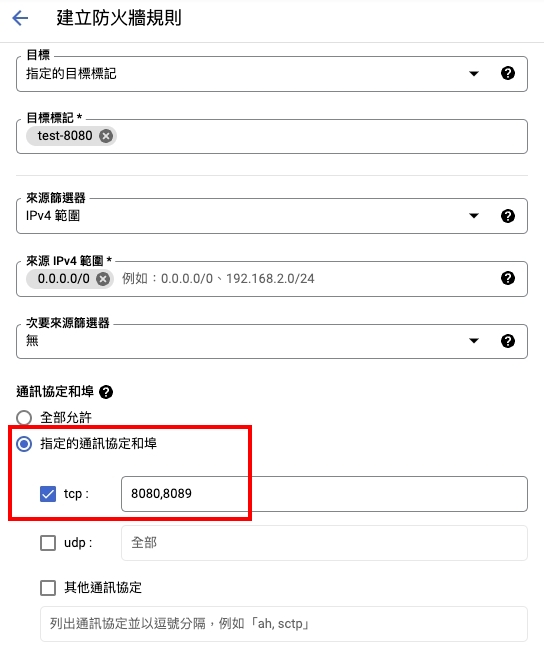 建立防火牆規則
目標
指定的目標標記
目標標記 *
test-8080
來源篩選器
IPv4 範圍
來源 IPv4 範圍 *
0.0.0.0/0 例如：0.0.0.0/0、192.168.2.0/24
次要來源篩選器
無
通訊協定和埠
全部允許
指定的通訊協定和埠
tcp : 8080,8089
udp : 全部
其他通訊協定
列出通訊協定並以逗號分隔，例如「ah, sctp」